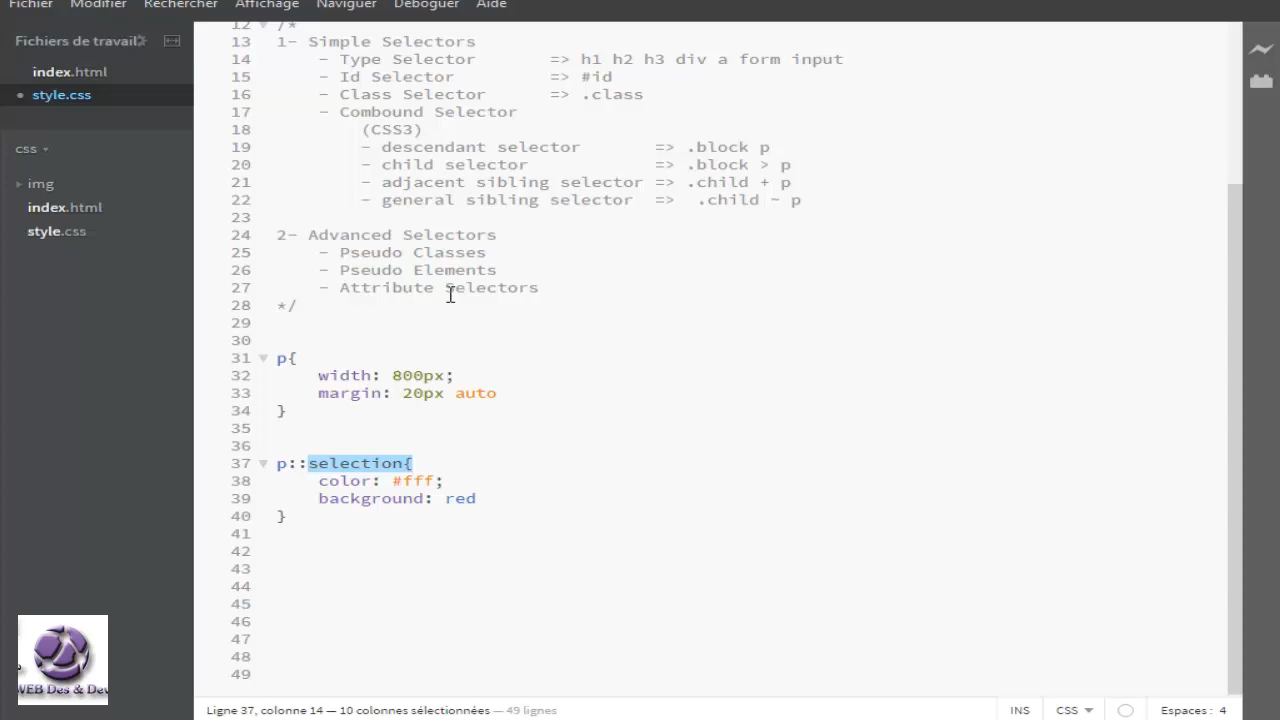 Fichier Modifier Rechercher Affichage Naviguer Déboguer Aide
Fichiers de travail
index.html
• style.css
css
img
index.html
style.css
12 /*
13 1- Simple Selectors
14 - Type Selector => h1 h2 h3 div a form input
15 - Id Selector => #id
16 - Class Selector => .class
17 - Combound Selector
18 (CSS3)
19 - descendant selector => .block p
20 - child selector => .block > p
21 - adjacent sibling selector => .child + p
22 - general sibling selector => .child ~ p
23
24 2- Advanced Selectors
25 - Pseudo Classes
26 - Pseudo Elements
27 - Attribute Selectors
28 */
29
30
31 p{
32 width: 800px;
33 margin: 20px auto
34 }
35
36
37 p::selection{
38 color: #fff;
39 background: red
40 }
41
42
43
44
45
46
47
48
49
WEB Des & Dev
Ligne 37, colonne 14 — 10 colonnes sélectionnées — 49 lignes INS CSS Espaces : 4